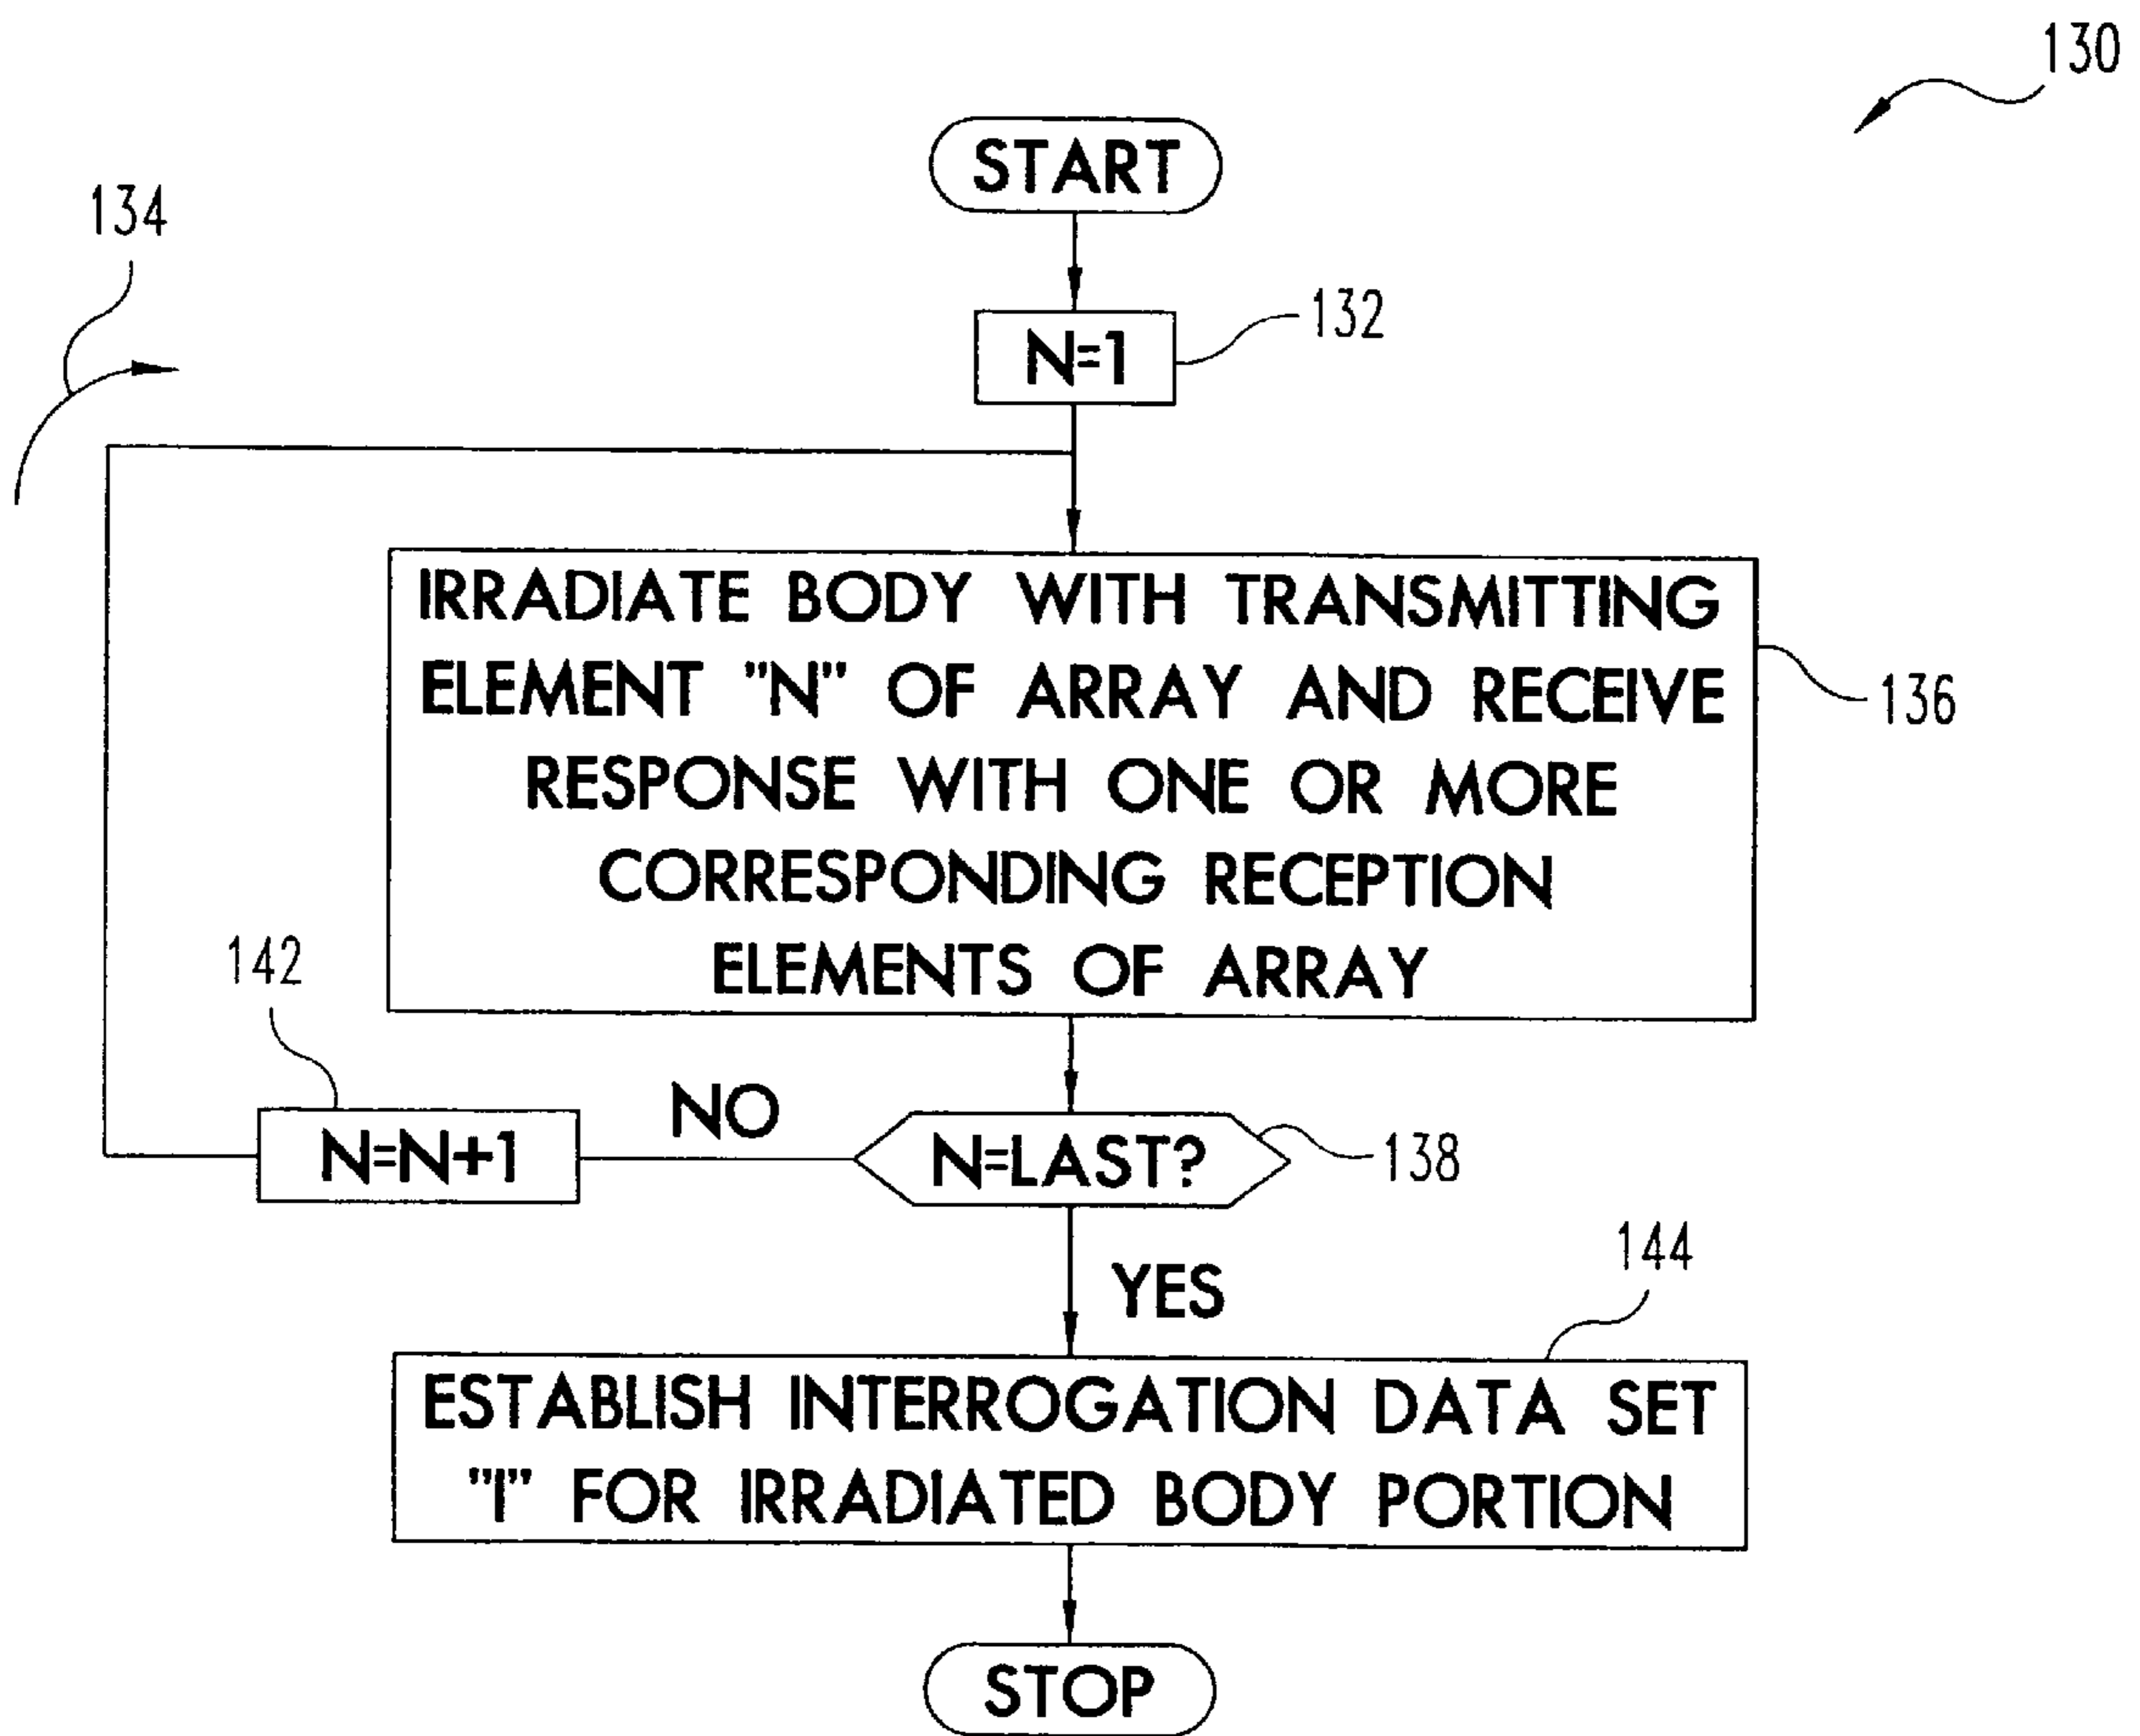 130
START
134
132
N=1
IRRADIATE BODY WITH TRANSMITTING
ELEMENT "N" OF ARRAY AND RECEIVE
136
RESPONSE WITH ONE OR MORE
CORRESPONDING RECEPTION
ELEMENTS OF ARRAY
142
NO
N=N+1
N=LAST?
138
YES
144
ESTABLISH INTERROGATION DATA SET
"I" FOR IRRADIATED BODY PORTION
STOP